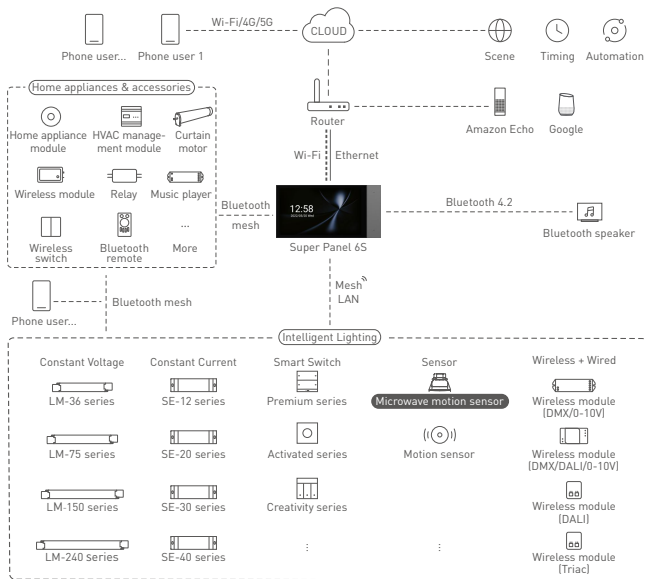 Wi-Fi/4G/5G
CLOUD
Phone user...
Phone user 1
Scene
Timing
Automation
Home appliances & accessories
Router
Amazon Echo
Google
Home appliance
module
HVAC manage-
ment module
Curtain
motor
Wi-Fi
Ethernet
Wireless module
Relay
Music player
Bluetooth
mesh
12:58
Super Panel 6S
Bluetooth 4.2
Bluetooth speaker
Wireless
switch
Bluetooth
remote
...
More
Mesh
LAN
Phone user...
Bluetooth mesh
Intelligent Lighting
Constant Voltage
Constant Current
Smart Switch
Sensor
Wireless + Wired
LM-36 series
SE-12 series
Premium series
Microwave motion sensor
Wireless module
(DMX/0-10V)
LM-75 series
SE-20 series
Activated series
Motion sensor
Wireless module
(DMX/DALI/0-10V)
LM-150 series
SE-30 series
Creativity series
Wireless module
(DALI)
LM-240 series
SE-40 series
Wireless module
(Triac)